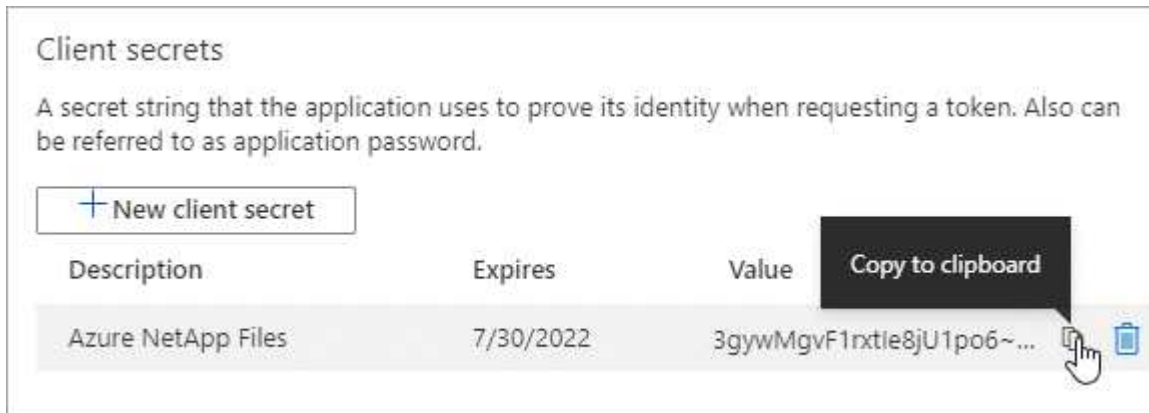 Client secrets
A secret string that the application uses to prove its identity when requesting a token. Also can
be referred to as application password.
+ New client secret
Description Expires Value Copy to clipboard
Azure NetApp Files 7/30/2022 3gywMgvF1rxtIe8jU1po6~...